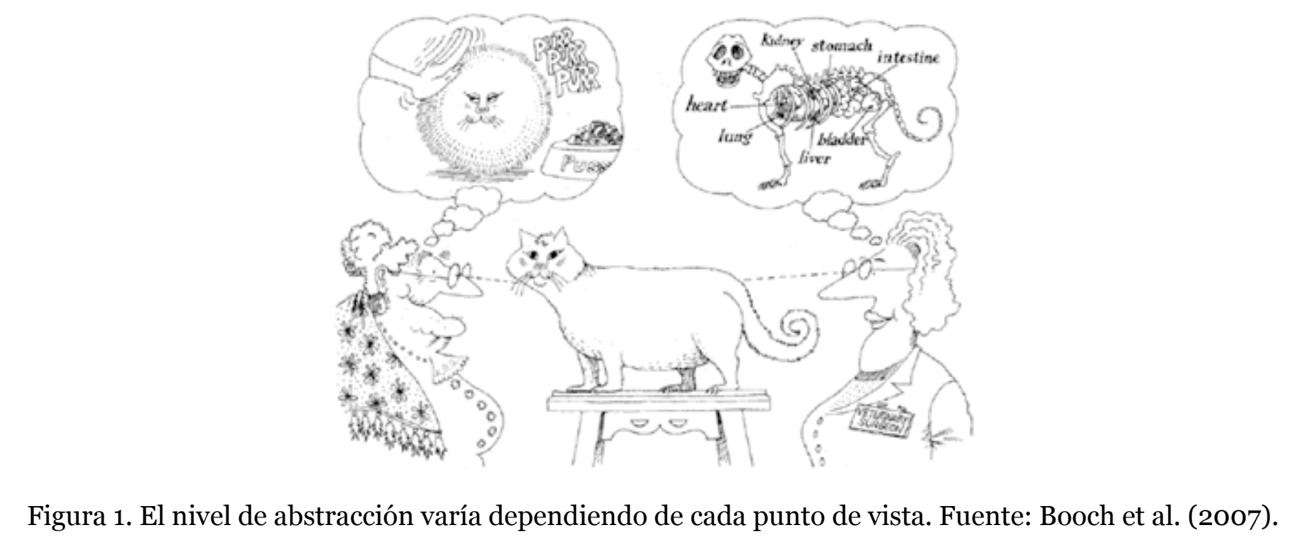 PURR
PURR
PURR
PURR
Kidney
stomach
intestine
heart
lung
bladder
liver
VETERINARY
SURGEON
Figura 1. El nivel de abstracción varía dependiendo de cada punto de vista. Fuente: Booch et al. (2007).